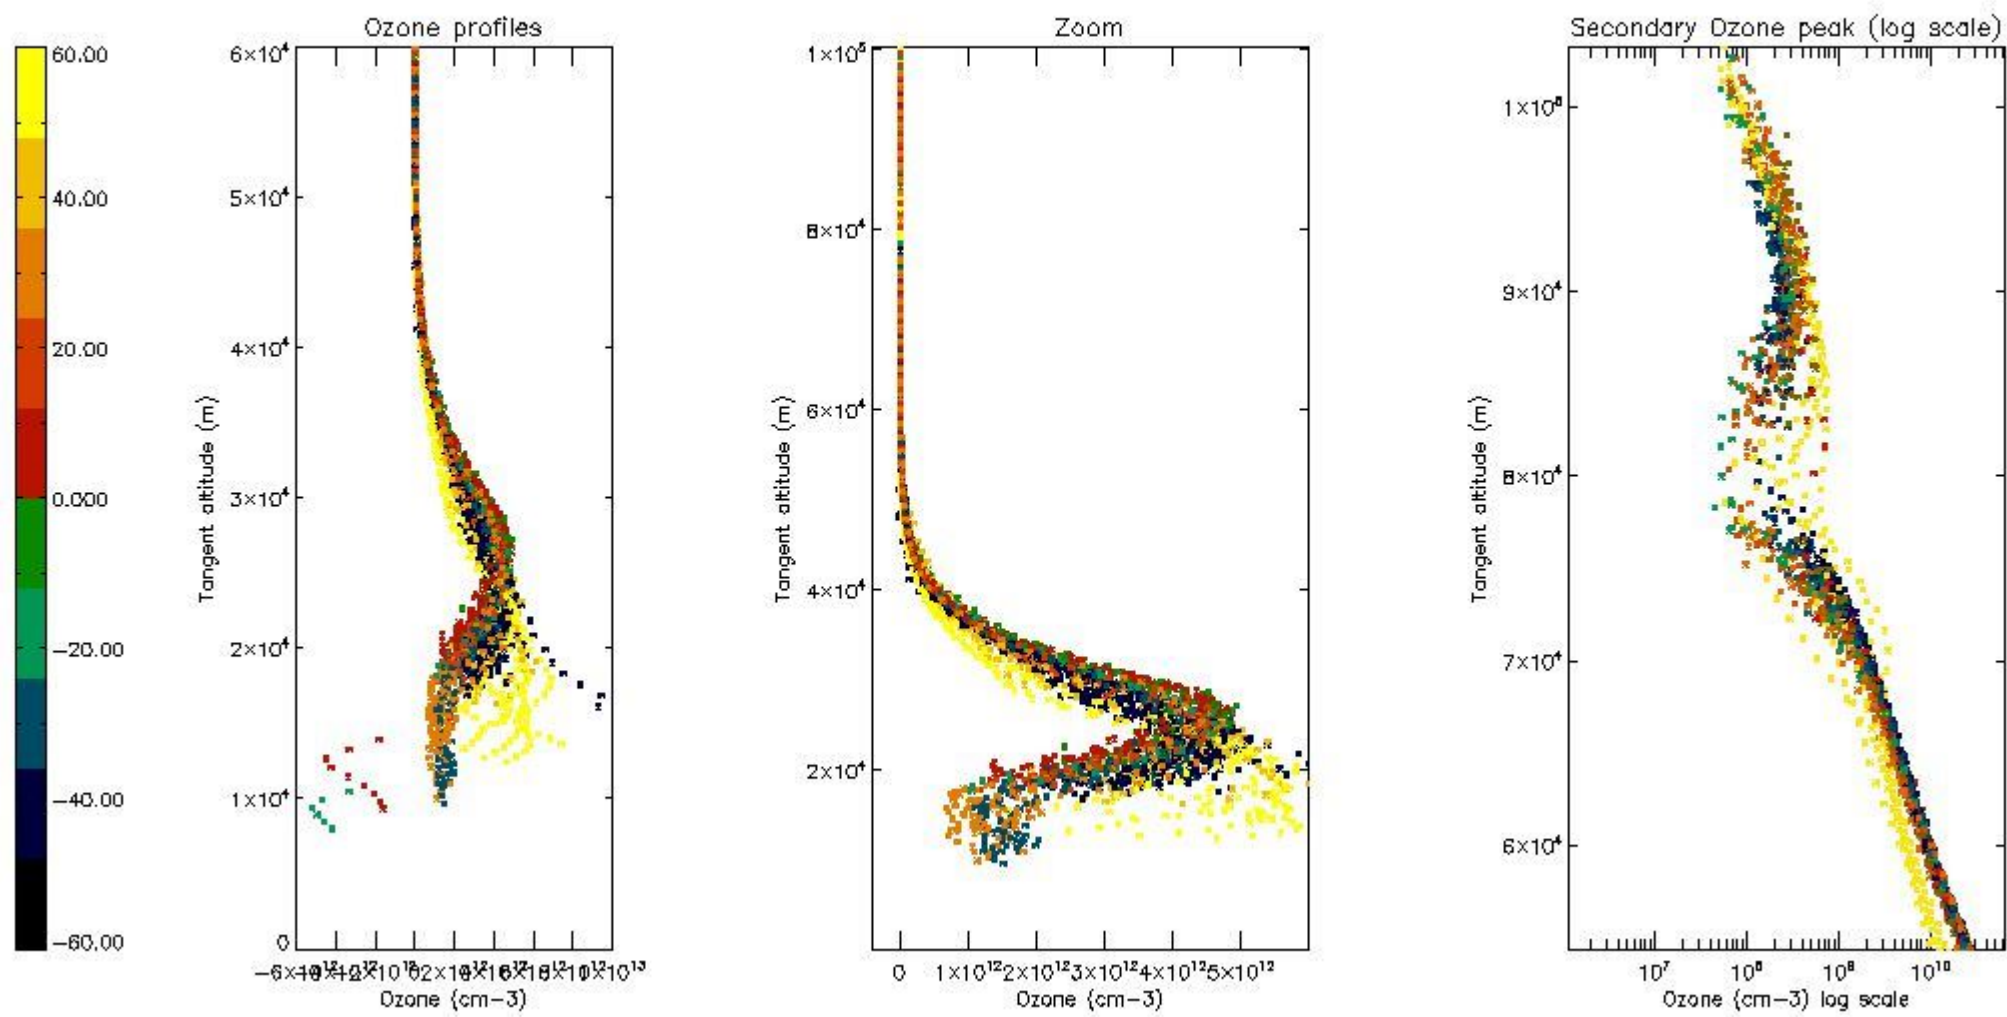 Ozone profiles
Zoom
Secondary Ozone peak (log scale)
60.00
40.00
20.00
0.000
−20.00
−40.00
−60.00
6×10⁴
5×10⁴
4×10⁴
3×10⁴
2×10⁴
1×10⁴
0
Tangent altitude (m)
Ozone (cm−3)
1×10⁵
8×10⁴
6×10⁴
4×10⁴
2×10⁴
Tangent altitude (m)
0 1×10¹² 2×10¹² 3×10¹² 4×10¹² 5×10¹²
Ozone (cm−3)
9×10⁴
8×10⁴
7×10⁴
6×10⁴
Tangent altitude (m)
10⁷ 10⁸ 10⁹ 10¹⁰
Ozone (cm−3) log scale